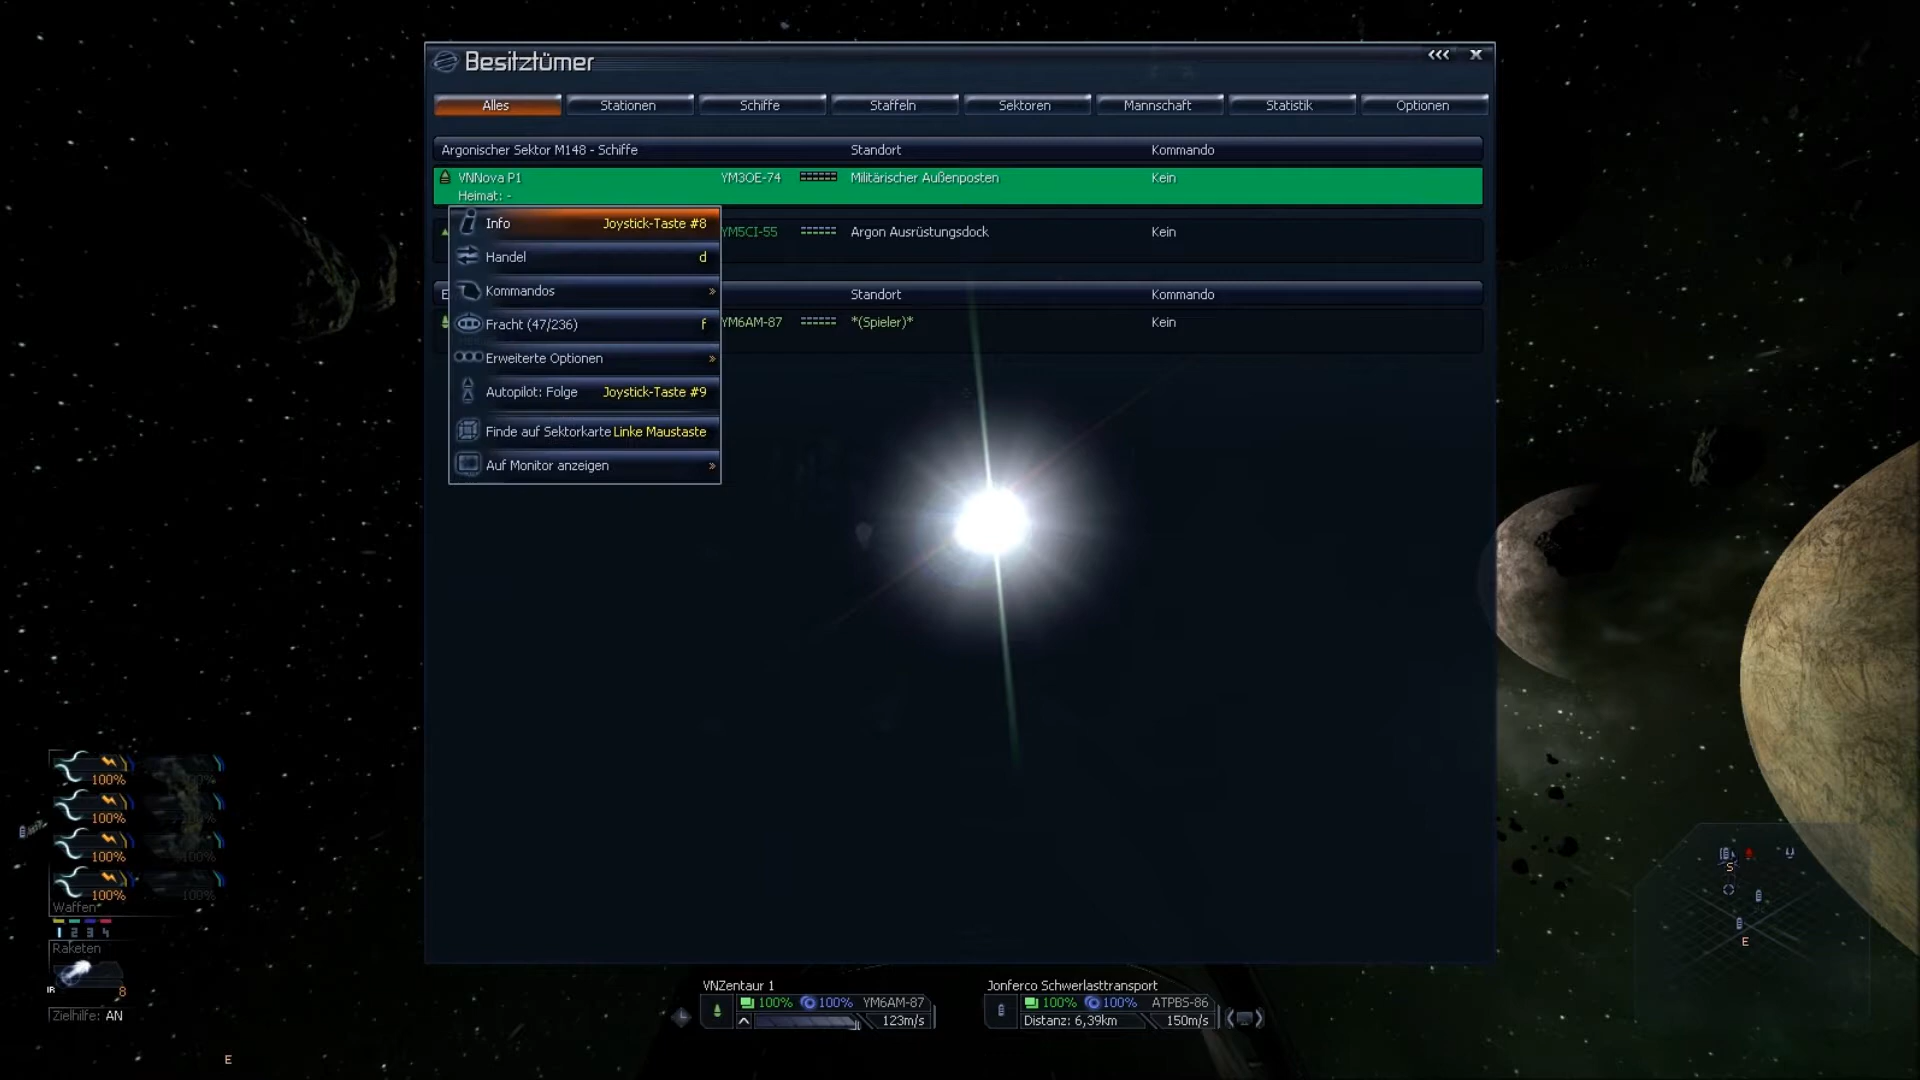 Besitztümer
Alles Stationen Schiffe Staffeln Sektoren Mannschaft Statistik Optionen
Argonischer Sektor M148 - Schiffe Standort Kommando
VNNova P1 YM3OE-74 Militärischer Außenposten Kein
Heimat: -
Info Joystick-Taste #8
YM5CI-55 Argon Ausrüstungsdock Kein
Handel d
Kommandos »
E Standort Kommando
Fracht (47/236) f
YM6AM-87 *(Spieler)* Kein
Erweiterte Optionen »
Autopilot: Folge Joystick-Taste #9
Finde auf Sektorkarte Linke Maustaste
Auf Monitor anzeigen »
100%
100%
100% 100%
100% 100%
Waffen
1 2 3 4
Raketen
IR 8
Zielhilfe: AN
E
VNZentaur 1
100% 100% YM6AM-87
123m/s
Jonferco Schwerlasttransport
100% 100% ATPBS-86
Distanz: 6,39km 150m/s
S
E